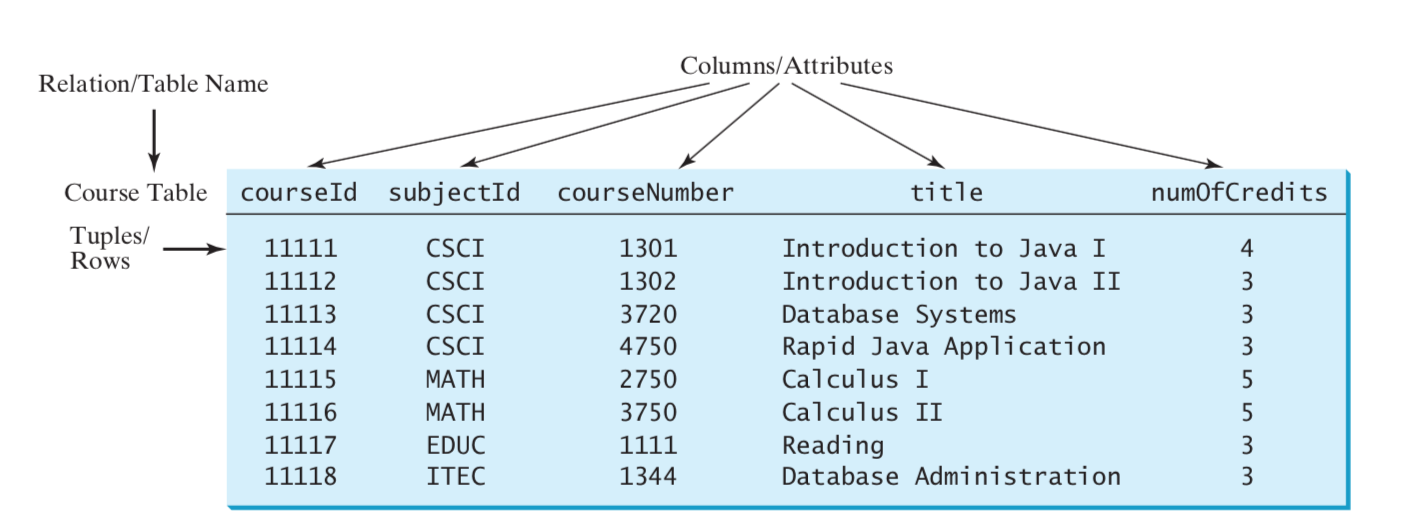 Columns/Attributes
Relation/Table Name
Course Table courseId subjectId courseNumber title numOfCredits
Tuples/
Rows
11111 CSCI 1301 Introduction to Java I 4
11112 CSCI 1302 Introduction to Java II 3
11113 CSCI 3720 Database Systems 3
11114 CSCI 4750 Rapid Java Application 3
11115 MATH 2750 Calculus I 5
11116 MATH 3750 Calculus II 5
11117 EDUC 1111 Reading 3
11118 ITEC 1344 Database Administration 3